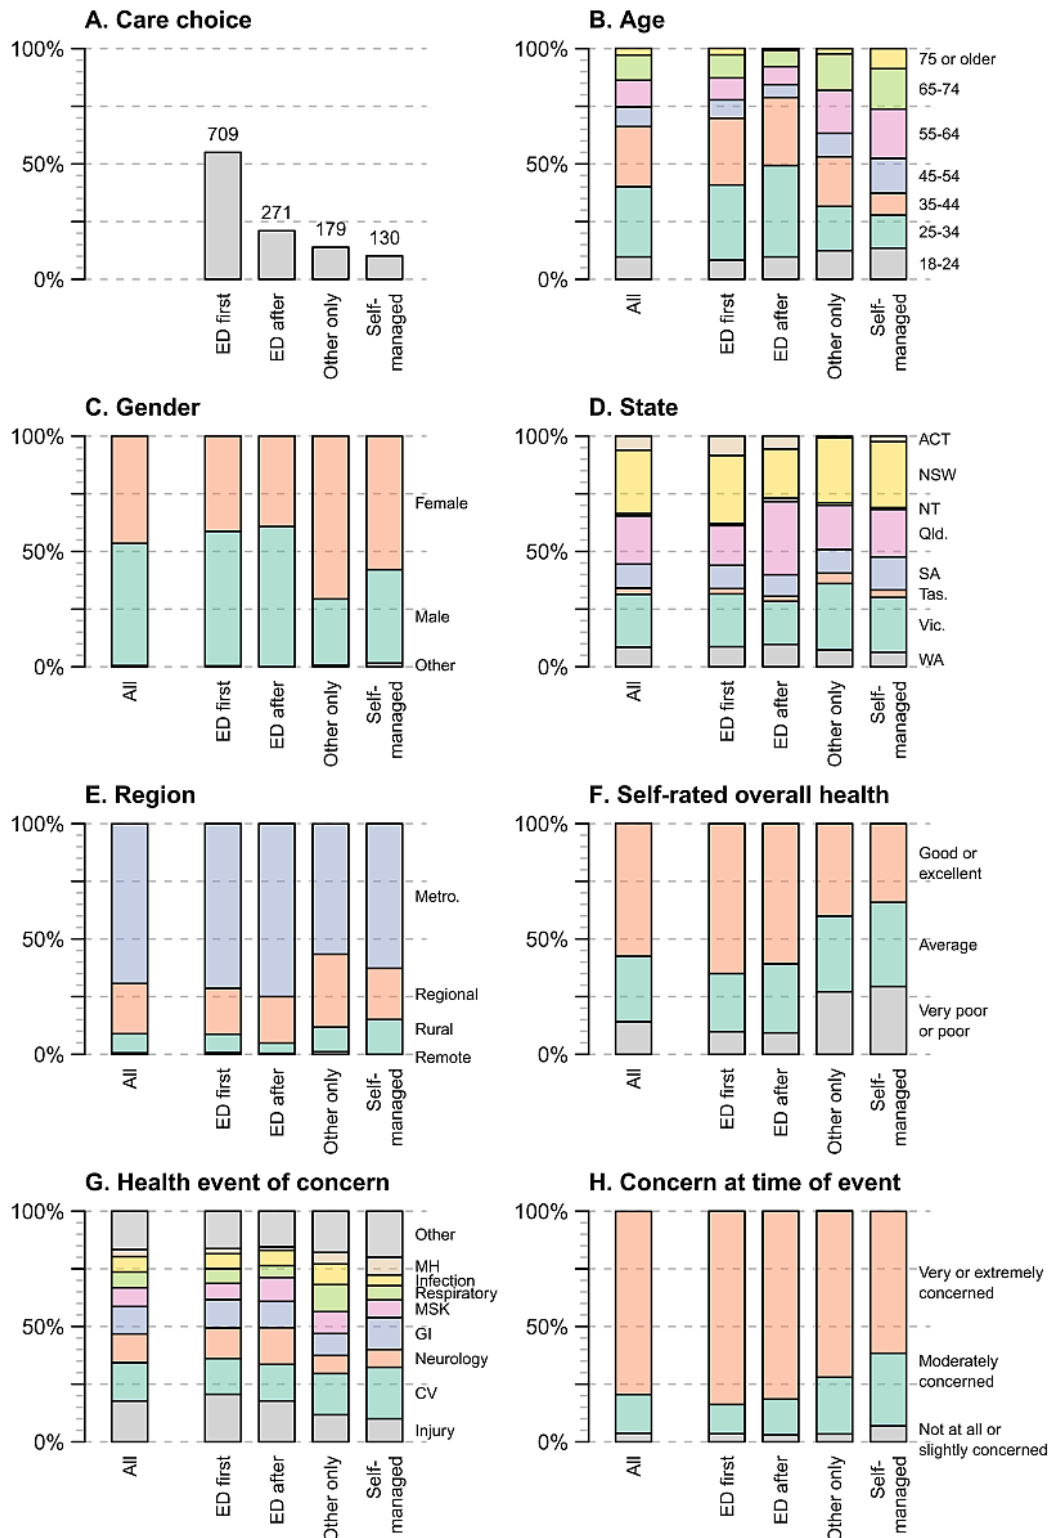 A. Care choice
100%
50%
0%
709
271
179
130
ED first
ED after
Other only
Self-
managed
B. Age
100%
50%
0%
75 or older
65-74
55-64
45-54
35-44
25-34
18-24
All
ED first
ED after
Other only
Self-
managed
C. Gender
100%
50%
0%
Female
Male
Other
All
ED first
ED after
Other only
Self-
managed
D. State
100%
50%
0%
ACT
NSW
NT
Qld.
SA
Tas.
Vic.
WA
All
ED first
ED after
Other only
Self-
managed
E. Region
100%
50%
0%
Metro.
Regional
Rural
Remote
All
ED first
ED after
Other only
Self-
managed
F. Self-rated overall health
100%
50%
0%
Good or
excellent
Average
Very poor
or poor
All
ED first
ED after
Other only
Self-
managed
G. Health event of concern
100%
50%
0%
Other
MH
Infection
Respiratory
MSK
GI
Neurology
CV
Injury
All
ED first
ED after
Other only
Self-
managed
H. Concern at time of event
100%
50%
0%
Very or extremely
concerned
Moderately
concerned
Not at all or
slightly concerned
All
ED first
ED after
Other only
Self-
managed